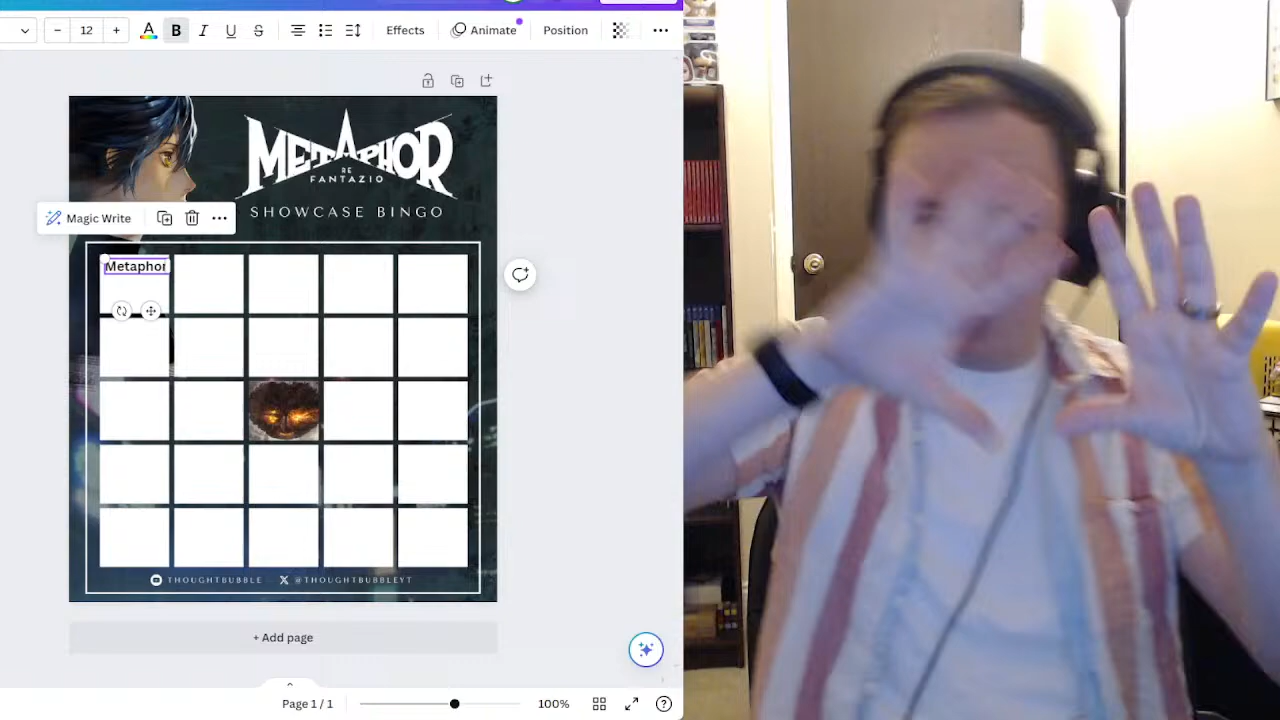 12
B
I
U
S
Effects
Animate
Position
METAPHOR
RE
FANTAZIO
SHOWCASE BINGO
Magic Write
Metaphor
THOUGHTBUBBLE
@THOUGHTBUBBLEYT
+ Add page
Page 1 / 1
100%